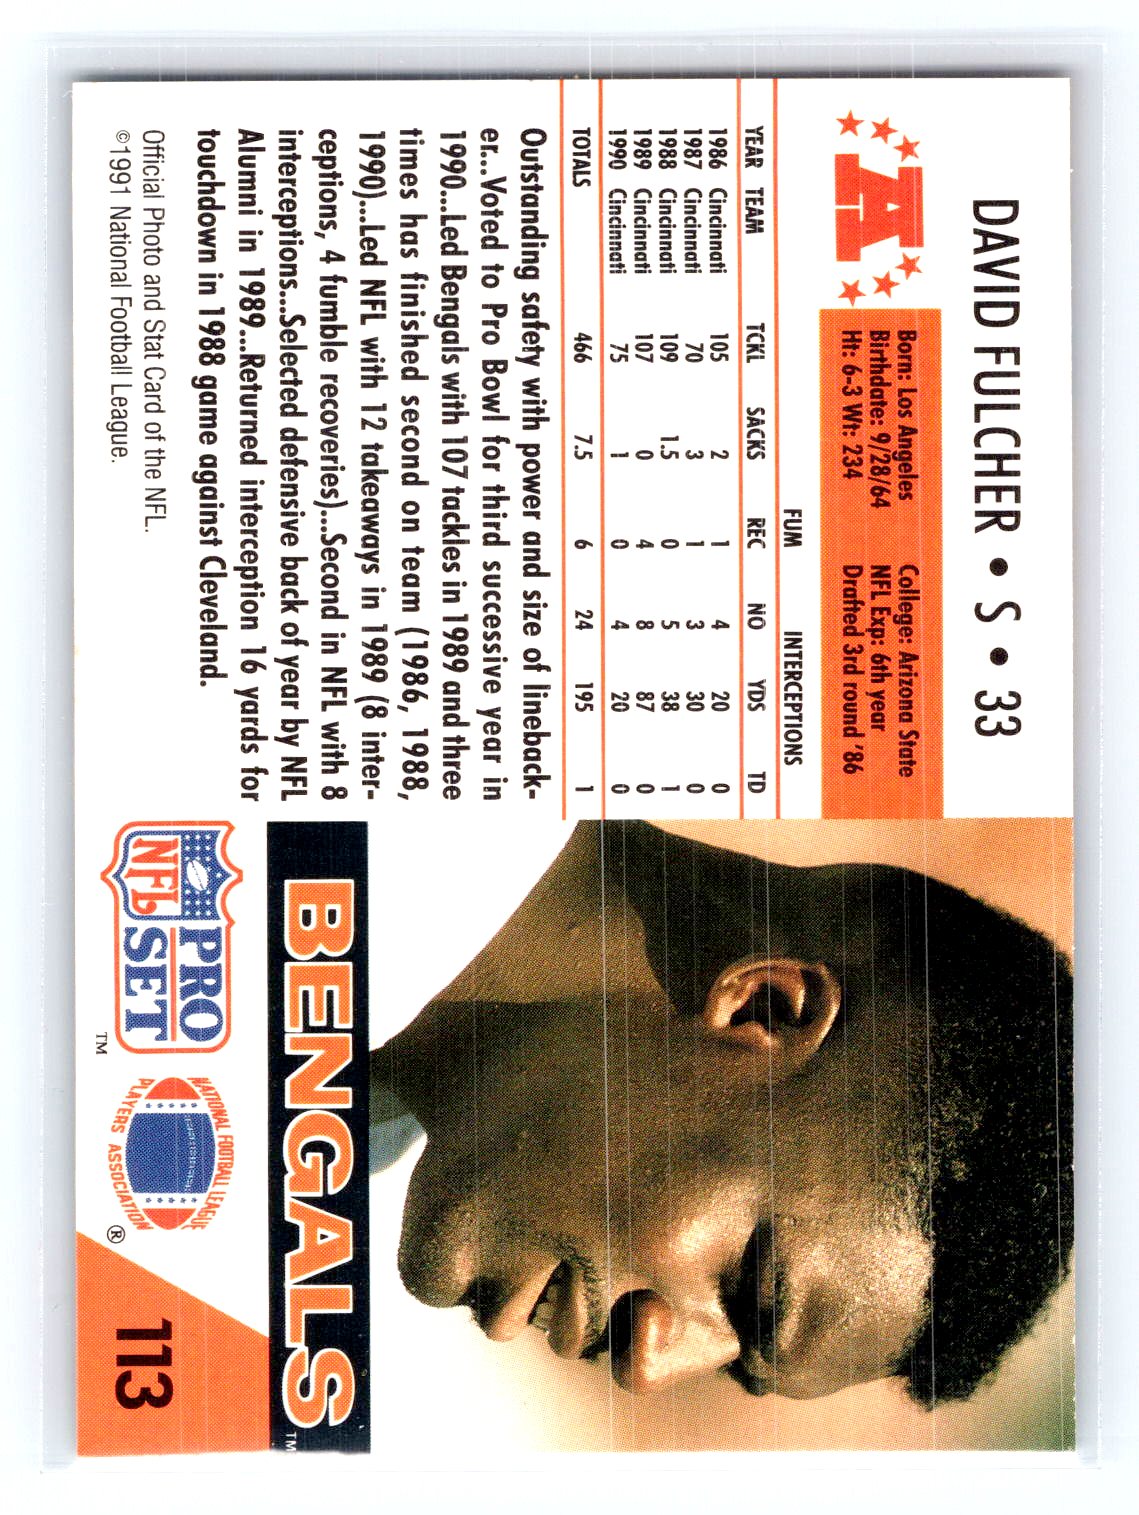 DAVID FULCHER • S • 33
A
Born: Los Angeles College: Arizona State
Birthdate: 9/28/64 NFL Exp: 6th year
Ht: 6-3 Wt: 234 Drafted 3rd round '86
FUM INTERCEPTIONS
YEAR TEAM TCKL SACKS REC NO YDS TD
1986 Cincinnati 105 2 1 4 20 0
1987 Cincinnati 70 3 1 3 30 0
1988 Cincinnati 109 1.5 0 5 38 1
1989 Cincinnati 107 0 4 8 87 0
1990 Cincinnati 75 1 0 4 20 0
TOTALS 466 7.5 6 24 195 1
Outstanding safety with power and size of lineback-
er...Voted to Pro Bowl for third successive year in
1990...Led Bengals with 107 tackles in 1989 and three
times has finished second on team (1986, 1988,
1990)...Led NFL with 12 takeaways in 1989 (8 inter-
ceptions, 4 fumble recoveries)...Second in NFL with 8
interceptions...Selected defensive back of year by NFL
Alumni in 1989...Returned interception 16 yards for
touchdown in 1988 game against Cleveland.
Official Photo and Stat Card of the NFL.
©1991 National Football League.
BENGALS™
NFL PRO SET™
NATIONAL FOOTBALL LEAGUE
PLAYERS ASSOCIATION®
113